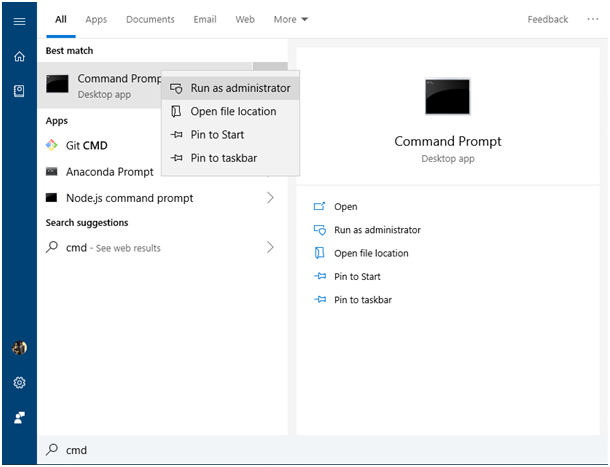 All Apps Documents Email Web More Feedback ...
Best match
Command Prompt
Desktop app
Run as administrator
Open file location
Pin to Start
Pin to taskbar
Apps
Git CMD
Anaconda Prompt
Node.js command prompt
Search suggestions
cmd - See web results
Command Prompt
Desktop app
Open
Run as administrator
Open file location
Pin to Start
Pin to taskbar
cmd